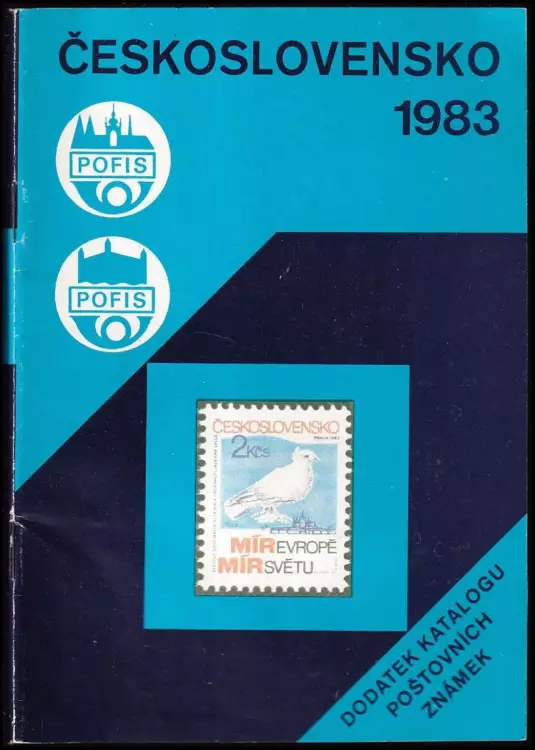 ČESKOSLOVENSKO
1983
POFIS
POFIS
ČESKOSLOVENSKO
2Kčs
MÍR EVROPĚ
MÍR SVĚTU
DODATEK KATALOGU
POŠTOVNÍCH
ZNÁMEK